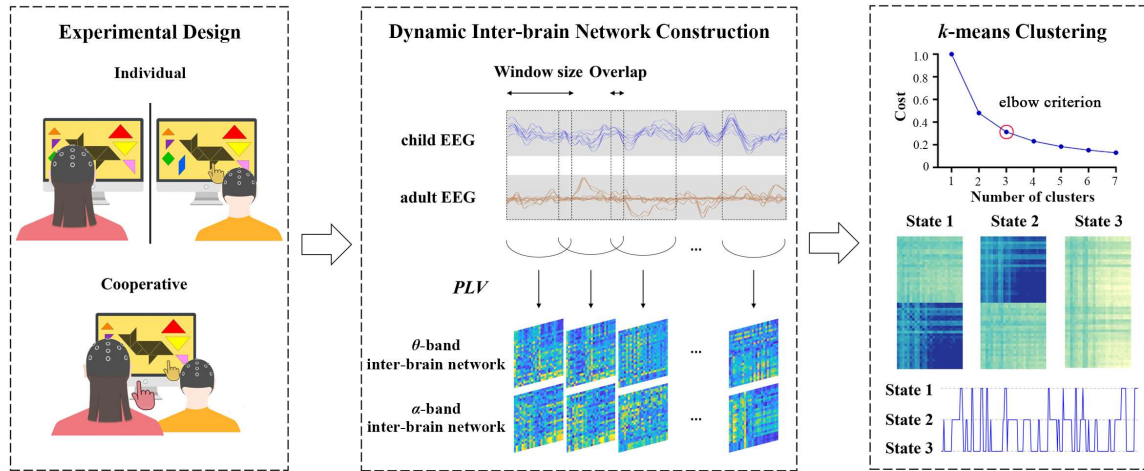 Experimental Design
Individual
Cooperative
Dynamic Inter-brain Network Construction
Window size Overlap
child EEG
adult EEG
...
PLV
θ-band
inter-brain network
...
α-band
inter-brain network
...
k-means Clustering
Cost
1.0
0.8
0.6
0.4
0.2
0.0
elbow criterion
1 2 3 4 5 6 7
Number of clusters
State 1 State 2 State 3
State 1
State 2
State 3